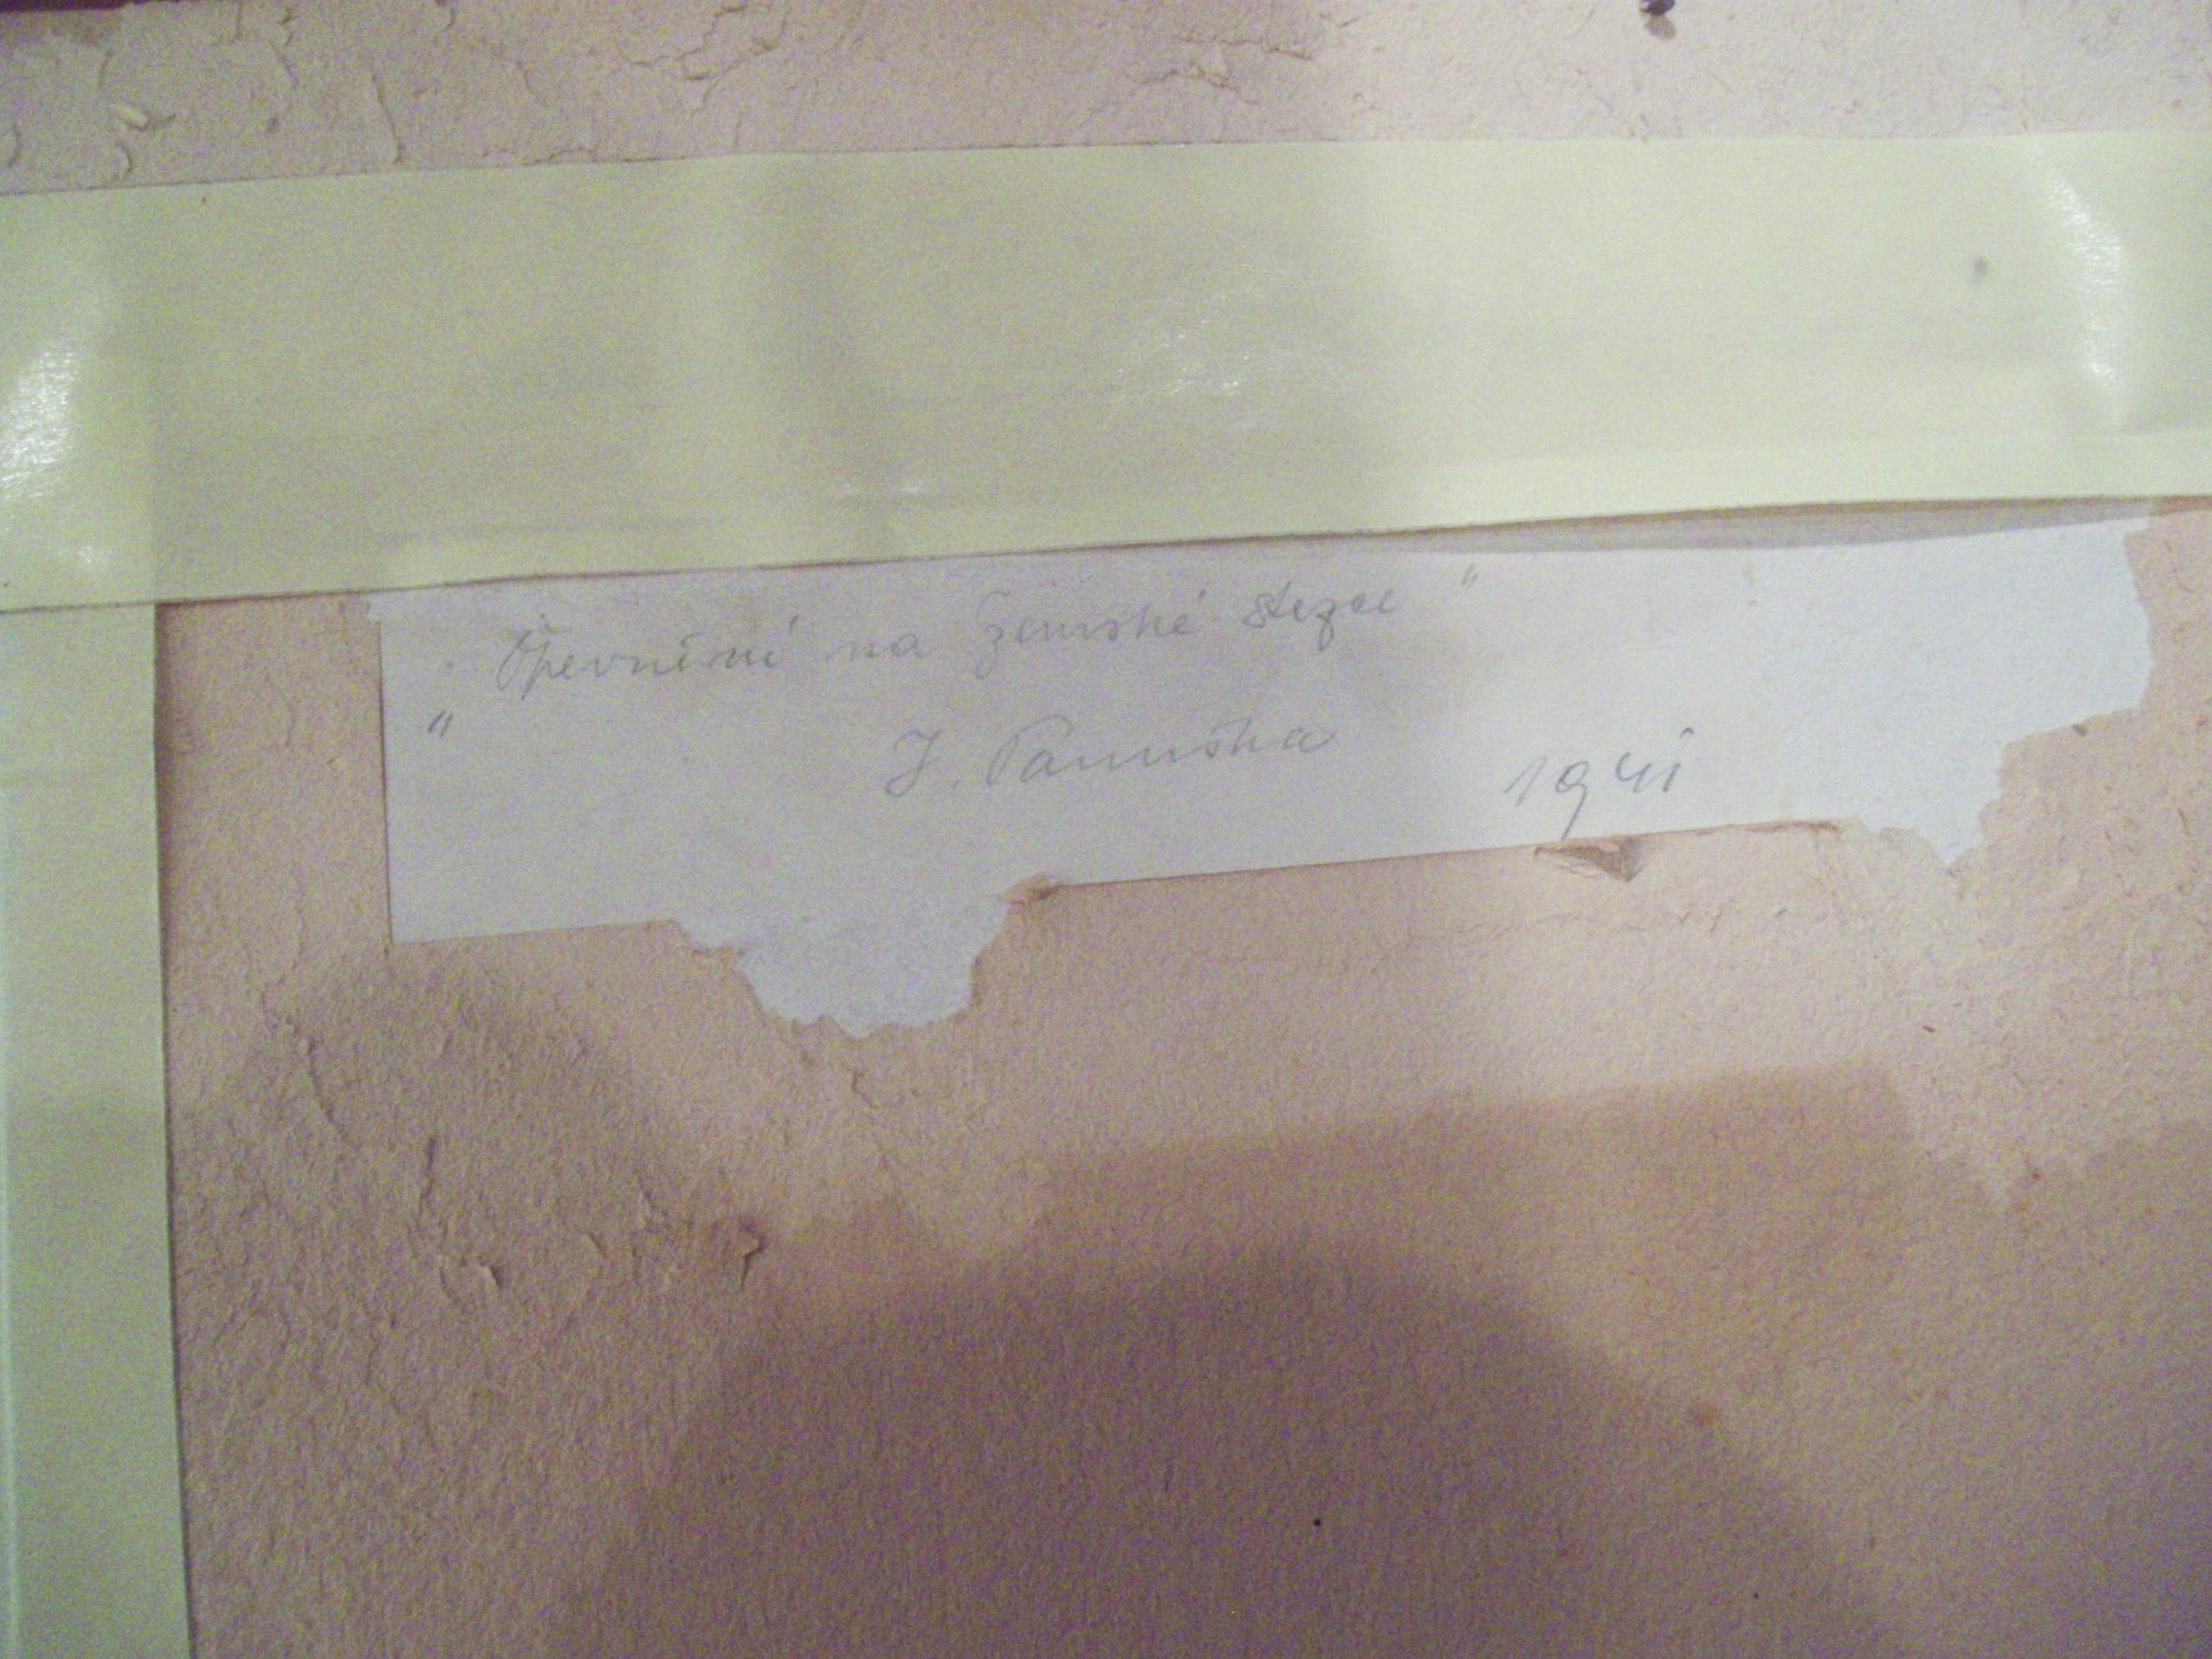 „Opevnění na zemské stezce"
J. Panuška
1941